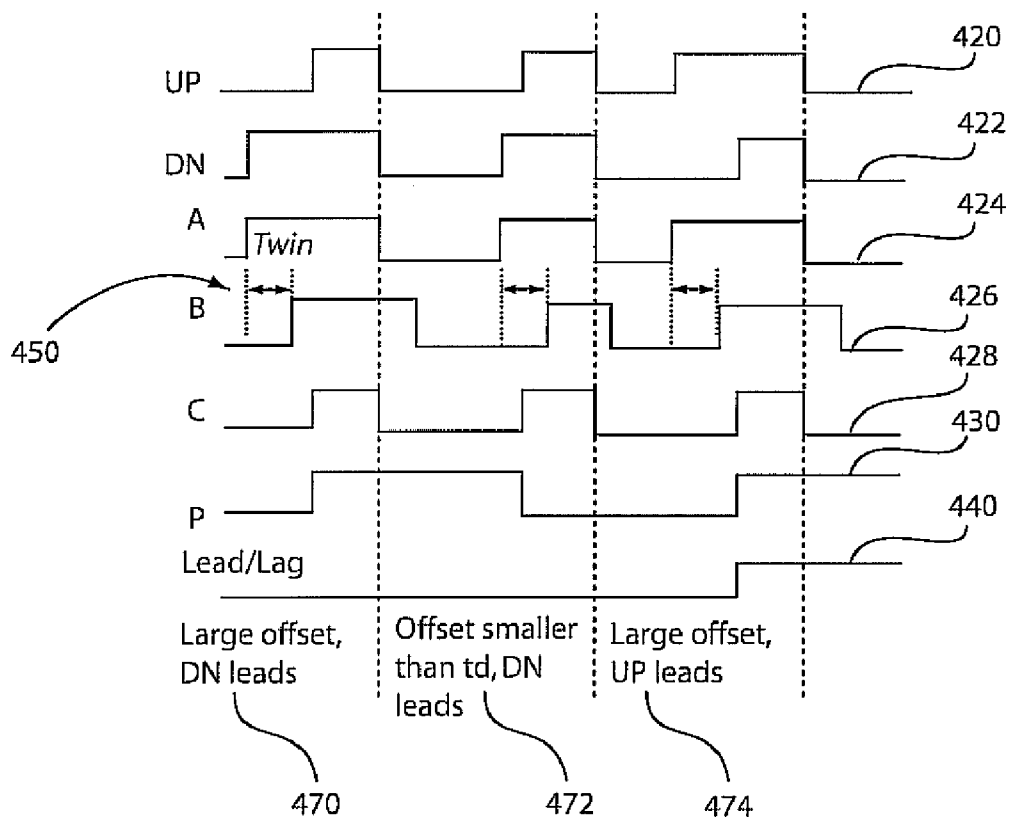 420
UP
422
DN
424
A
Twin
426
B
450
428
C
430
P
440
Lead/Lag
Large offset,
DN leads
Offset smaller
than td, DN
leads
Large offset,
UP leads
470
472
474